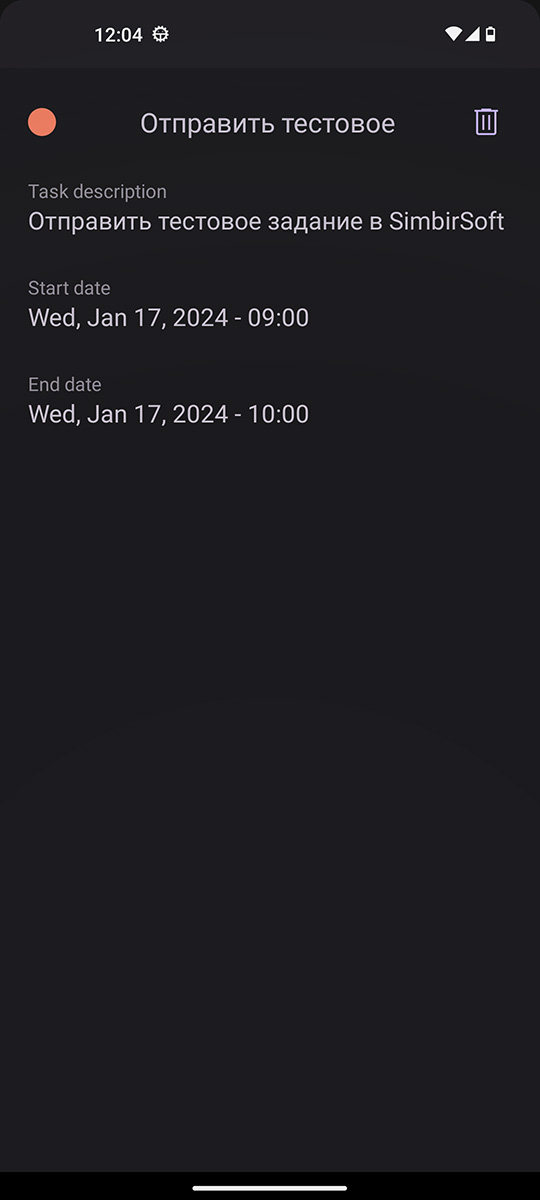 12:04
Отправить тестовое
Task description
Отправить тестовое задание в SimbirSoft
Start date
Wed, Jan 17, 2024 - 09:00
End date
Wed, Jan 17, 2024 - 10:00